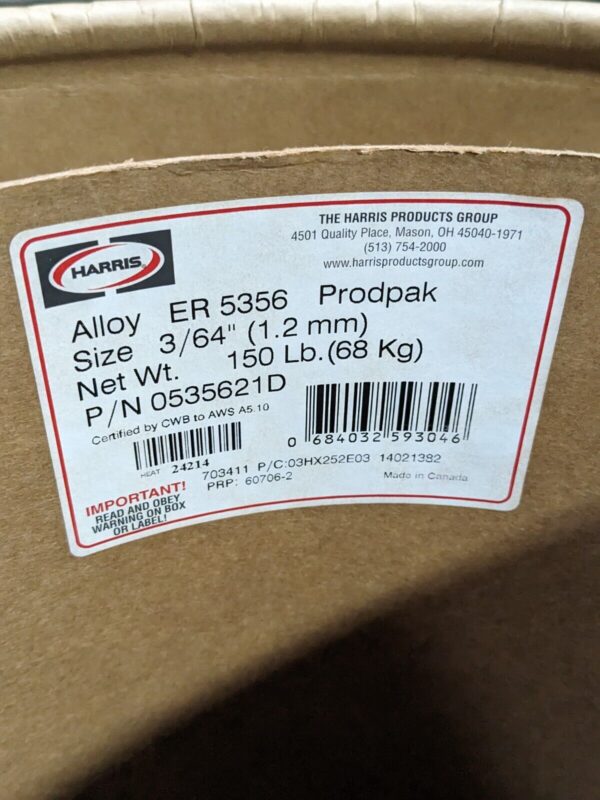 HARRIS
THE HARRIS PRODUCTS GROUP
4501 Quality Place, Mason, OH 45040-1971
(513) 754-2000
www.harrisproductsgroup.com
Alloy ER 5356 Prodpak
Size 3/64" (1.2 mm)
Net Wt. 150 Lb.(68 Kg)
P/N 0535621D
Certified by CWB to AWS A5.10
0 684032 593046
HEAT 24214
703411 P/C:03HX252E03 14021382
PRP: 60706-2
Made in Canada
IMPORTANT!
READ AND OBEY
WARNING ON BOX
OR LABEL!